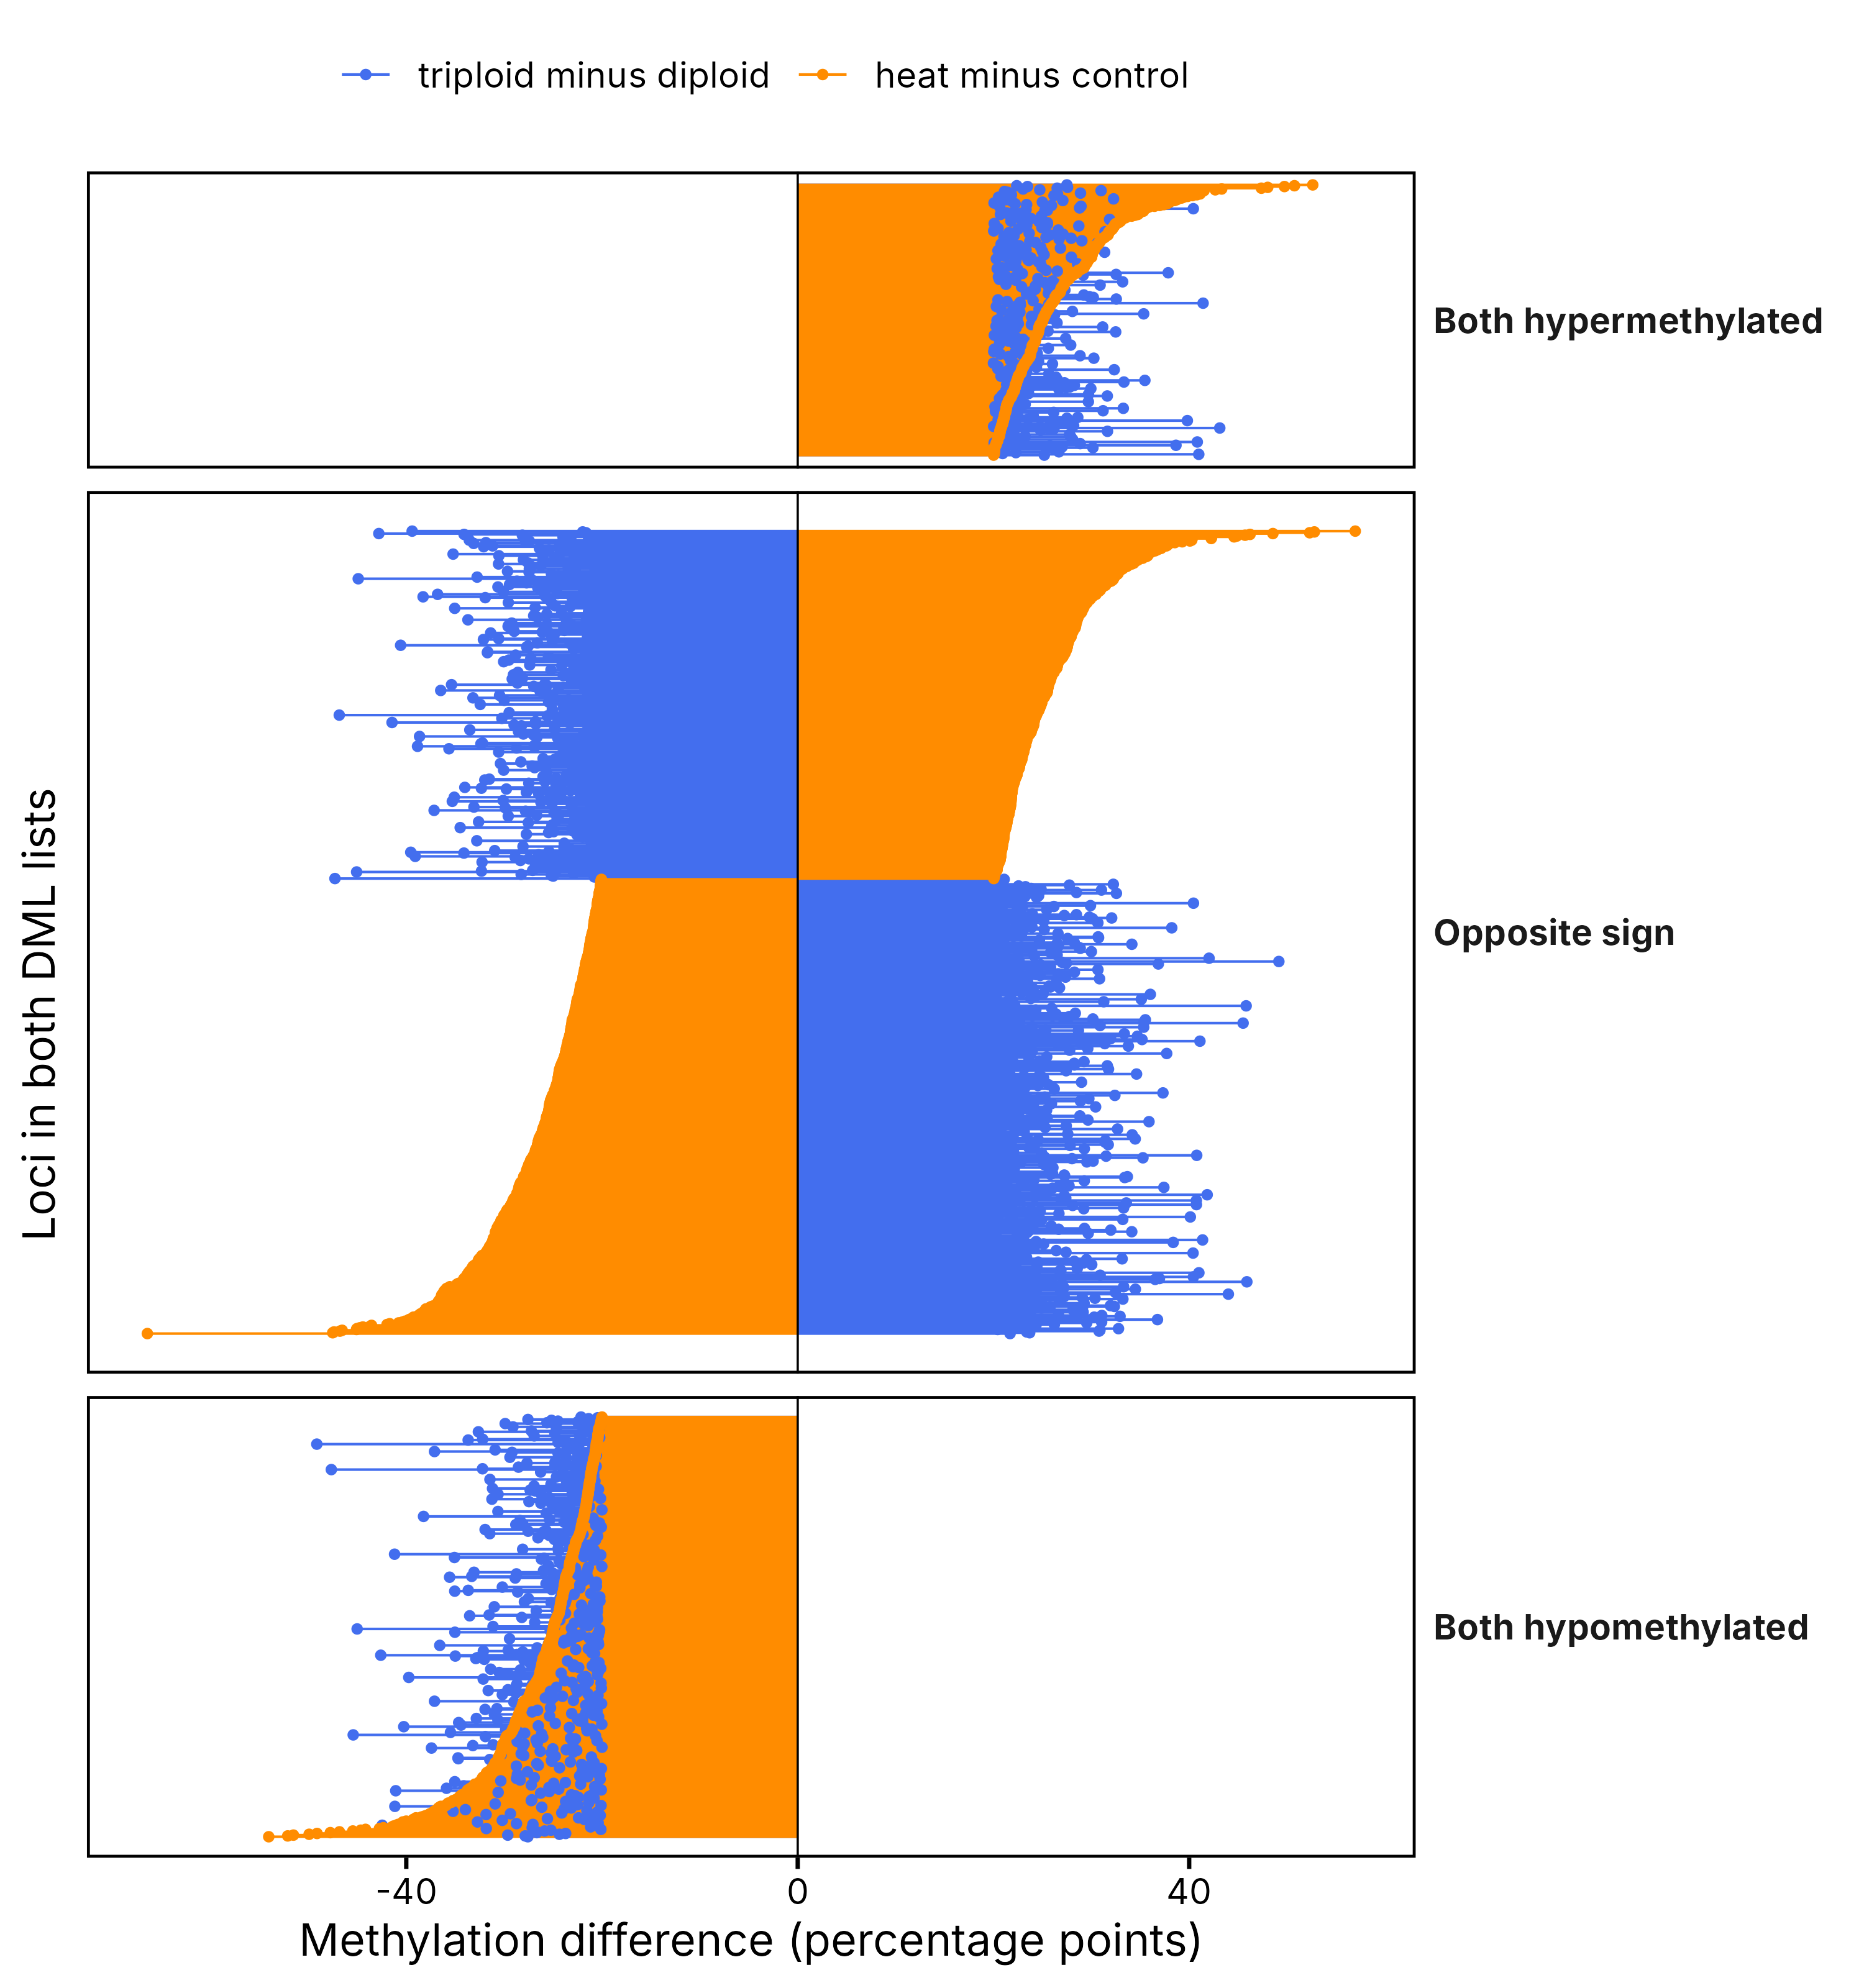 triploid minus diploid heat minus control
Both hypermethylated
Opposite sign
Both hypomethylated
Loci in both DML lists
-40 0 40
Methylation difference (percentage points)